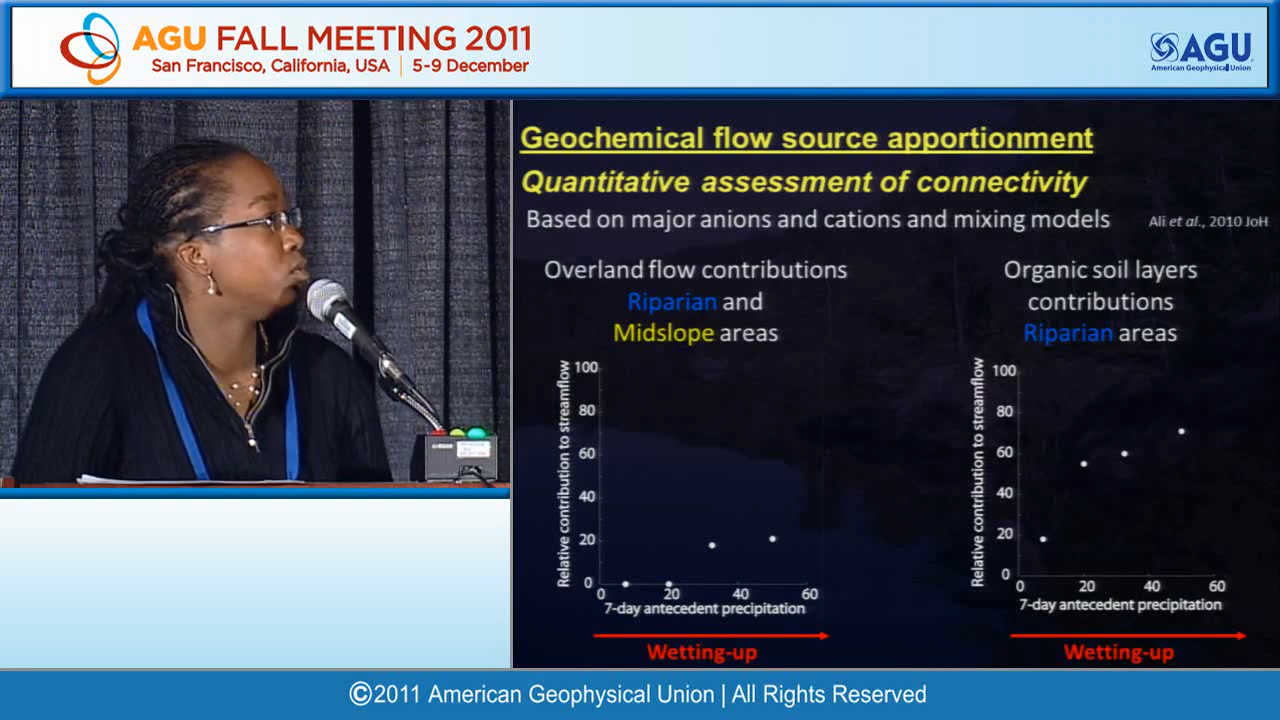 AGU FALL MEETING 2011
San Francisco, California, USA | 5-9 December
AGU
American Geophysical Union
Geochemical flow source apportionment
Quantitative assessment of connectivity
Based on major anions and cations and mixing models
Ali et al., 2010 JoH
Overland flow contributions
Riparian and
Midslope areas
Relative contribution to streamflow
100
80
60
40
20
0
0 20 40 60
7-day antecedent precipitation
Wetting-up
Organic soil layers
contributions
Riparian areas
Relative contribution to streamflow
100
80
60
40
20
0
0 20 40 60
7-day antecedent precipitation
Wetting-up
©2011 American Geophysical Union | All Rights Reserved